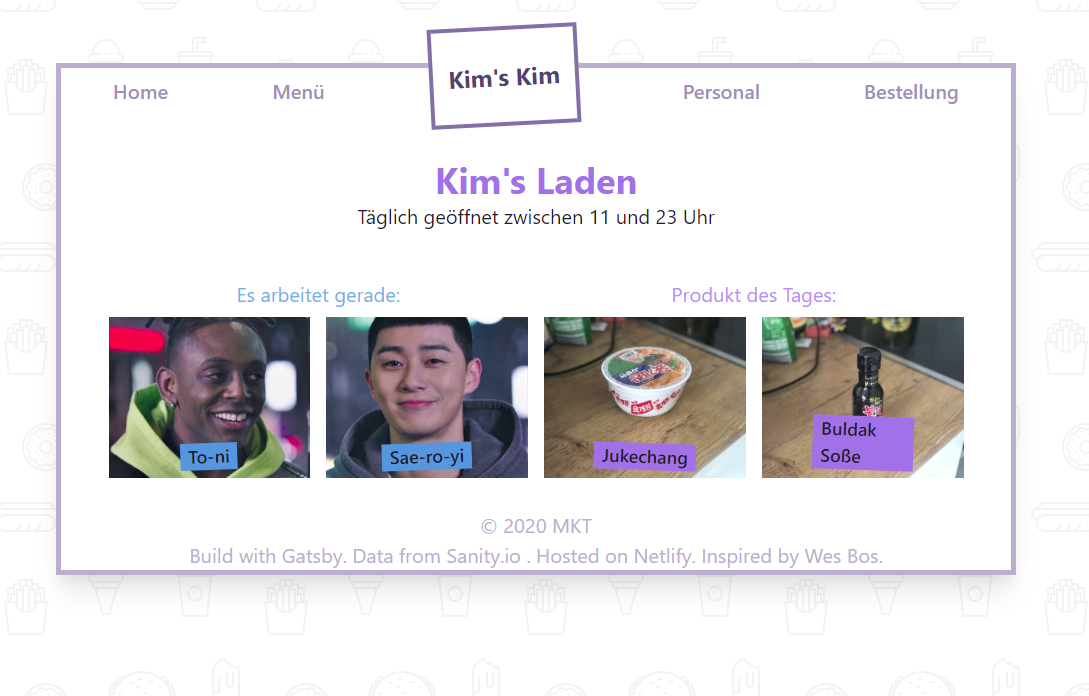 Kim's Kim
Home Menü Personal Bestellung
Kim's Laden
Täglich geöffnet zwischen 11 und 23 Uhr
Es arbeitet gerade:
Produkt des Tages:
To-ni
Sae-ro-yi
Jukechang
Buldak
Soße
© 2020 MKT
Build with Gatsby. Data from Sanity.io . Hosted on Netlify. Inspired by Wes Bos.